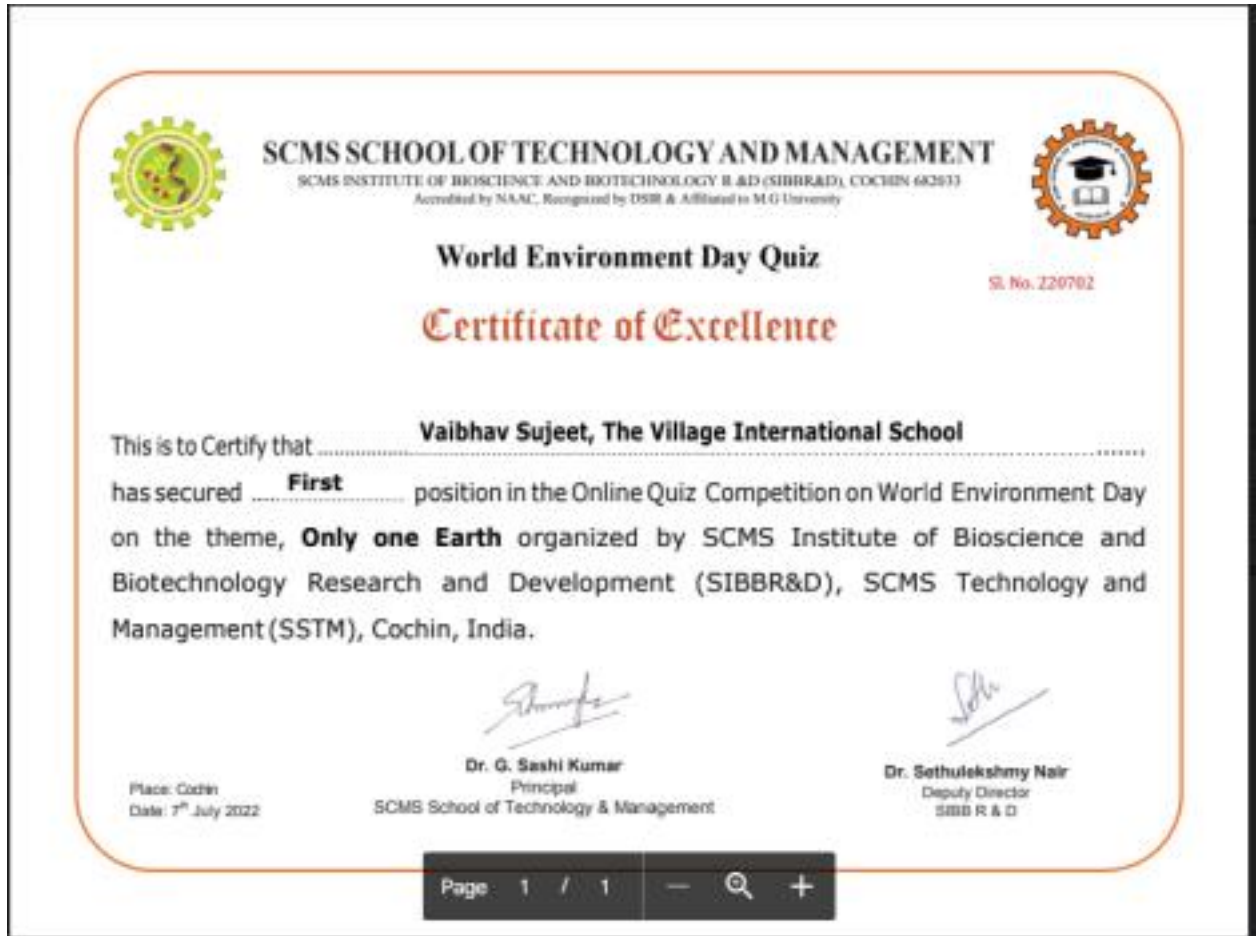 SCMS SCHOOL OF TECHNOLOGY AND MANAGEMENT
SCMS INSTITUTE OF BIOSCIENCE AND BIOTECHNOLOGY R &D (SIBBR&D), COCHIN 682033
Accredited by NAAC, Recognized by DSIR & Affiliated to M.G University
World Environment Day Quiz
Sl. No. 220702
Certificate of Excellence
This is to Certify that Vaibhav Sujeet, The Village International School
has secured First position in the Online Quiz Competition on World Environment Day
on the theme, Only one Earth organized by SCMS Institute of Bioscience and
Biotechnology Research and Development (SIBBR&D), SCMS Technology and
Management (SSTM), Cochin, India.
Dr. G. Sashi Kumar
Principal
SCMS School of Technology & Management
Dr. Sethulekshmy Nair
Deputy Director
SIBB R & D
Place: Cochin
Date: 7th July 2022
Page 1 / 1